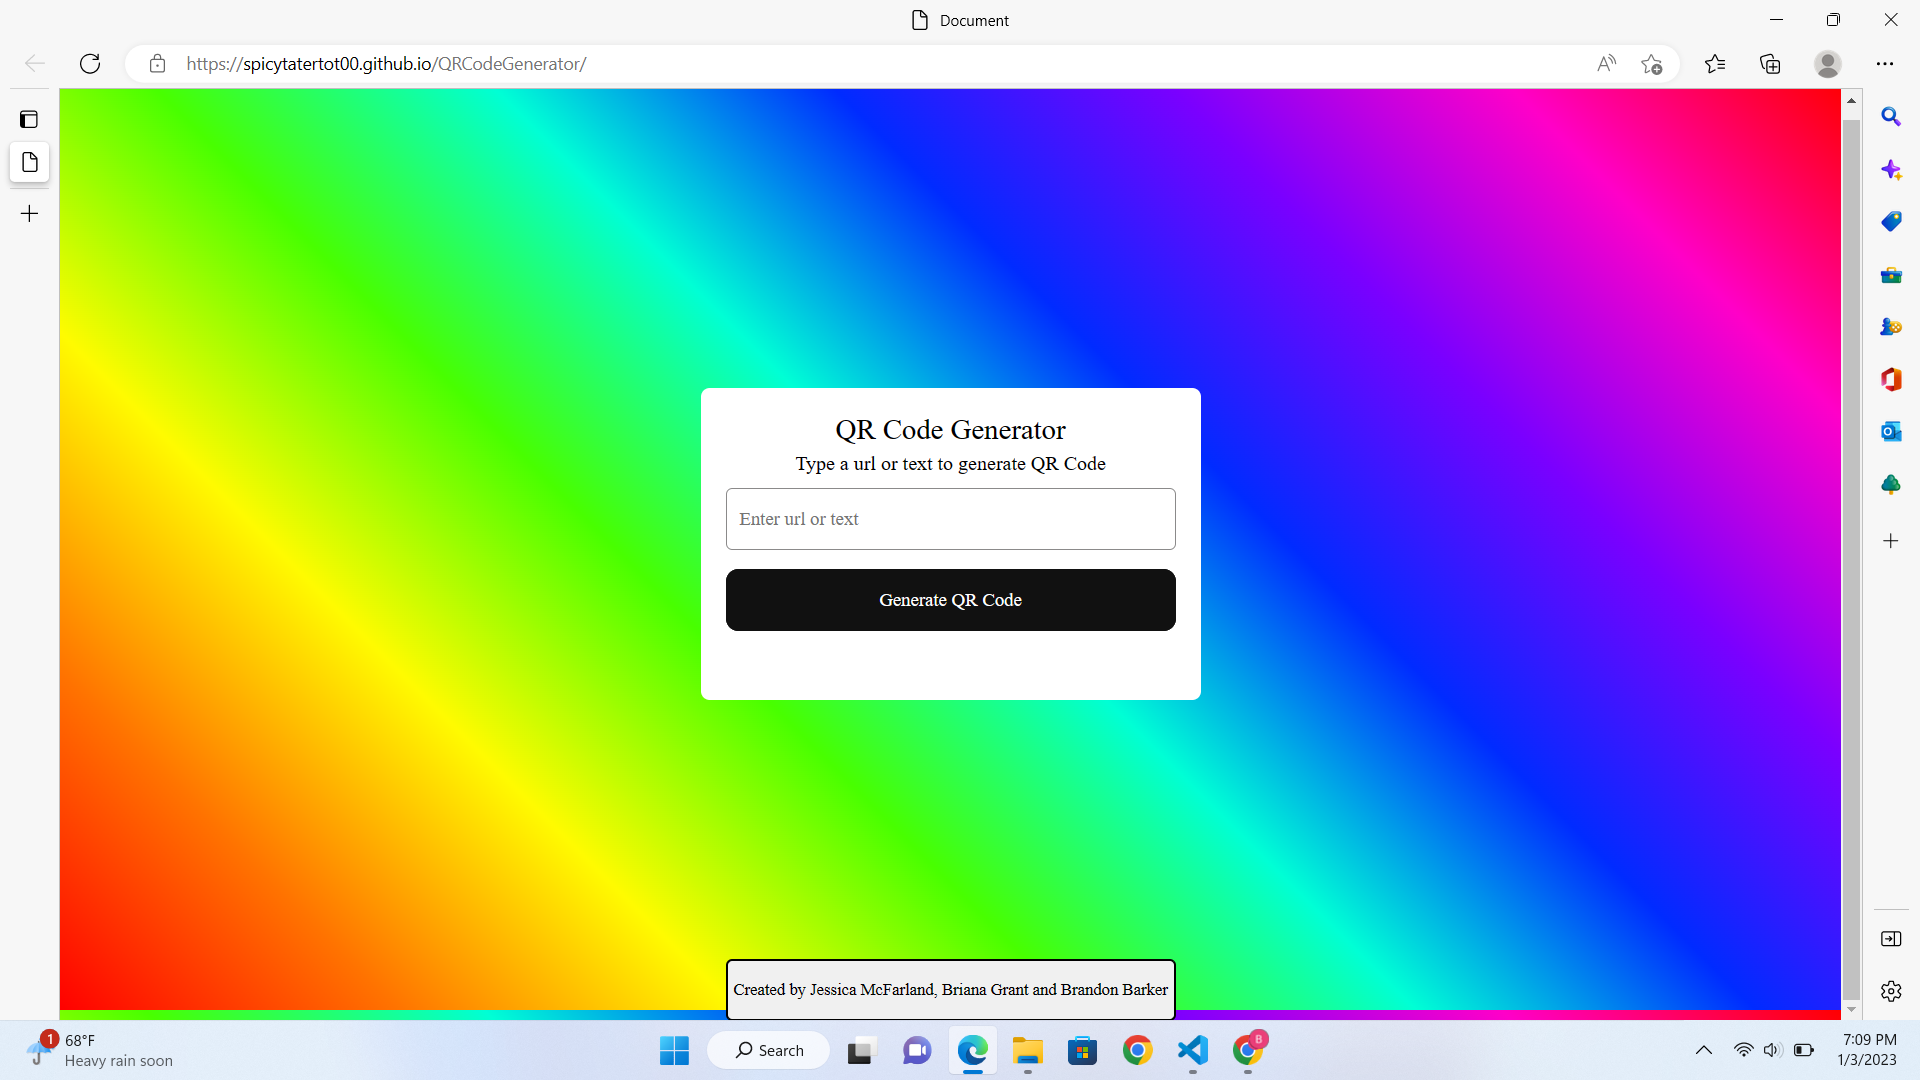 Document
https://spicytatertot00.github.io/QRCodeGenerator/
QR Code Generator
Type a url or text to generate QR Code
Enter url or text
Generate QR Code
Created by Jessica McFarland, Briana Grant and Brandon Barker
1
68°F
Heavy rain soon
Search
B
7:09 PM
1/3/2023